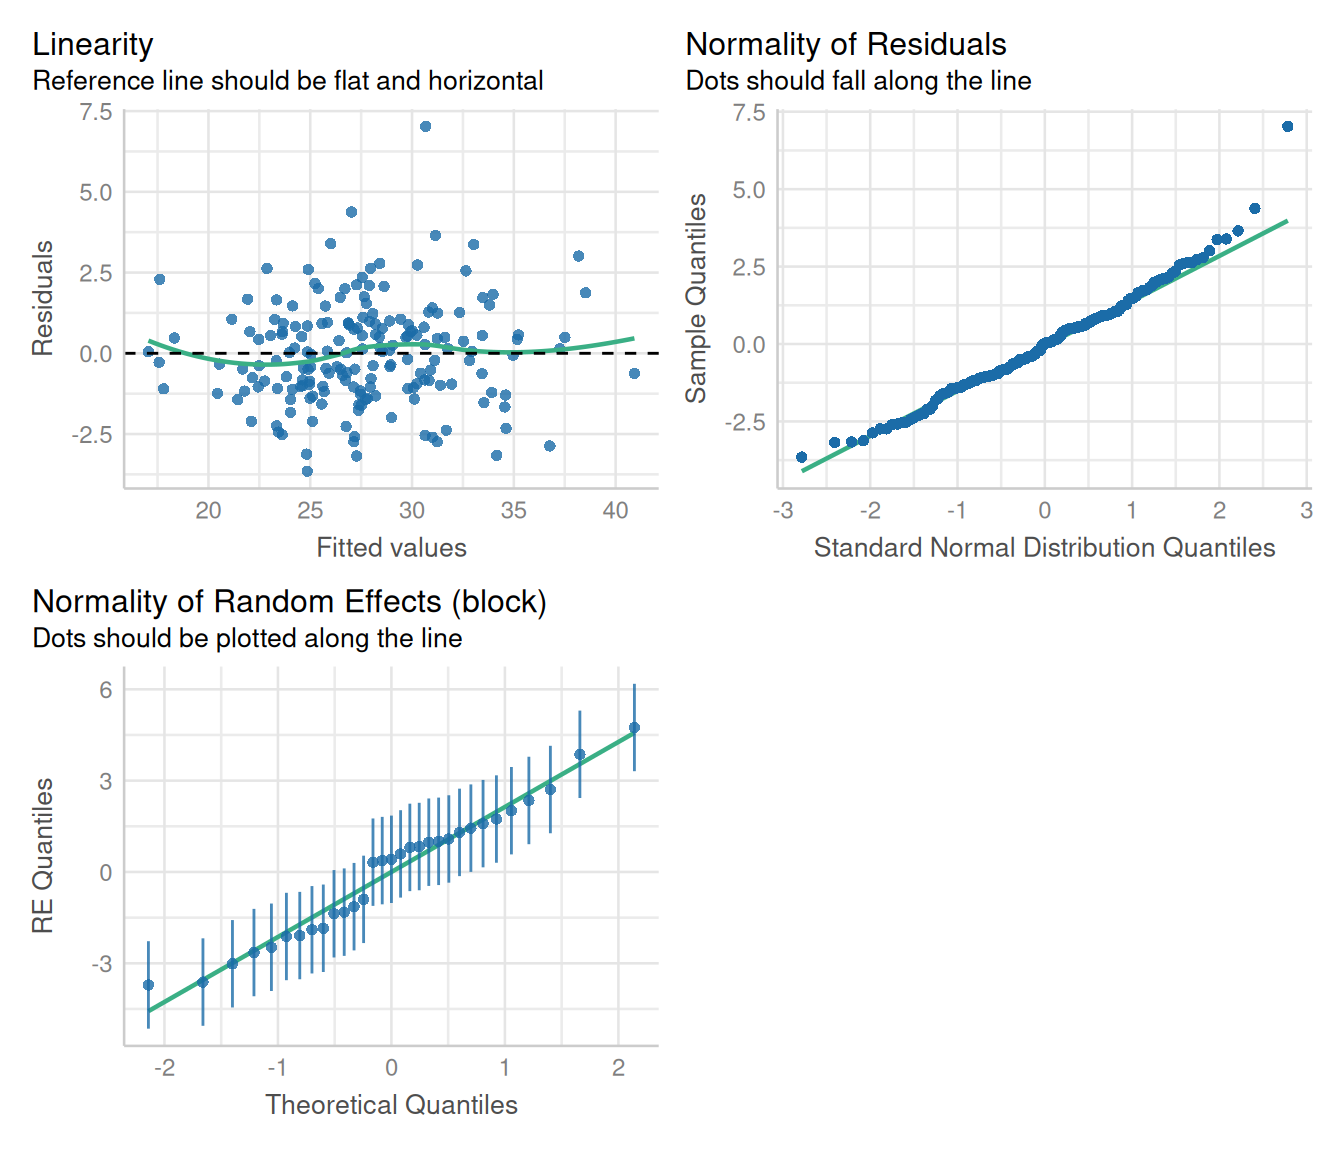 Linearity
Reference line should be flat and horizontal
7.5
5.0
2.5
0.0
-2.5
Residuals
20 25 30 35 40
Fitted values
Normality of Residuals
Dots should fall along the line
7.5
5.0
2.5
0.0
-2.5
Sample Quantiles
-3 -2 -1 0 1 2 3
Standard Normal Distribution Quantiles
Normality of Random Effects (block)
Dots should be plotted along the line
6
3
0
-3
RE Quantiles
-2 -1 0 1 2
Theoretical Quantiles